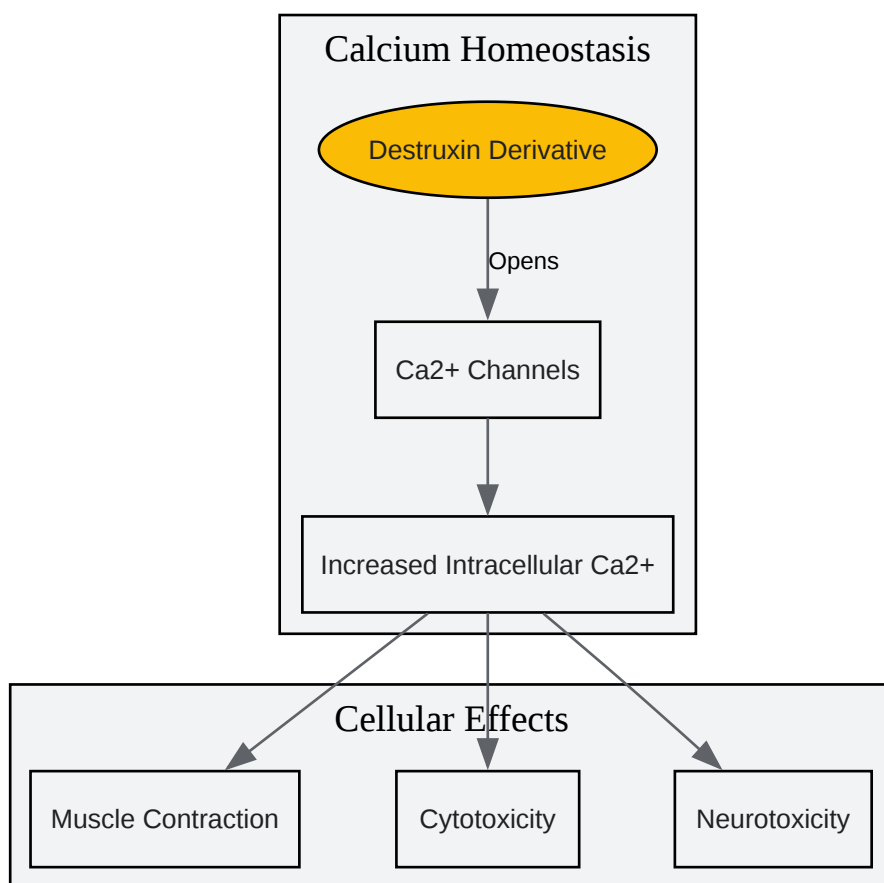 Calcium Homeostasis
Destruxin Derivative
Opens
Ca2+ Channels
Increased Intracellular Ca2+
Cellular Effects
Muscle Contraction
Cytotoxicity
Neurotoxicity